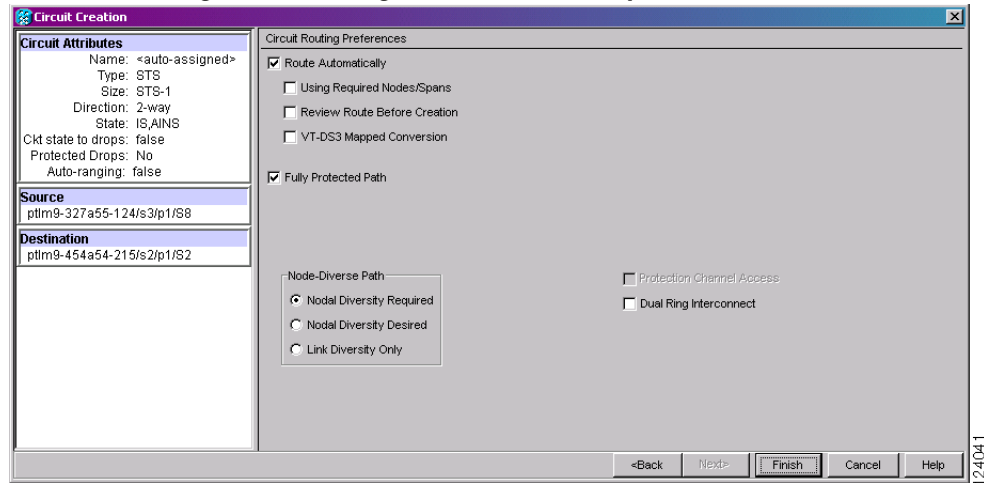 Circuit Creation
Circuit Attributes
Name: <auto-assigned>
Type: STS
Size: STS-1
Direction: 2-way
State: IS,AINS
Ckt state to drops: false
Protected Drops: No
Auto-ranging: false
Source
ptlm9-327a55-124/s3/p1/S8
Destination
ptlm9-454a54-215/s2/p1/S2
Circuit Routing Preferences
Route Automatically
Using Required Nodes/Spans
Review Route Before Creation
VT-DS3 Mapped Conversion
Fully Protected Path
Node-Diverse Path
Nodal Diversity Required
Nodal Diversity Desired
Link Diversity Only
Protection Channel Access
Dual Ring Interconnect
<Back Next> Finish Cancel Help
124041